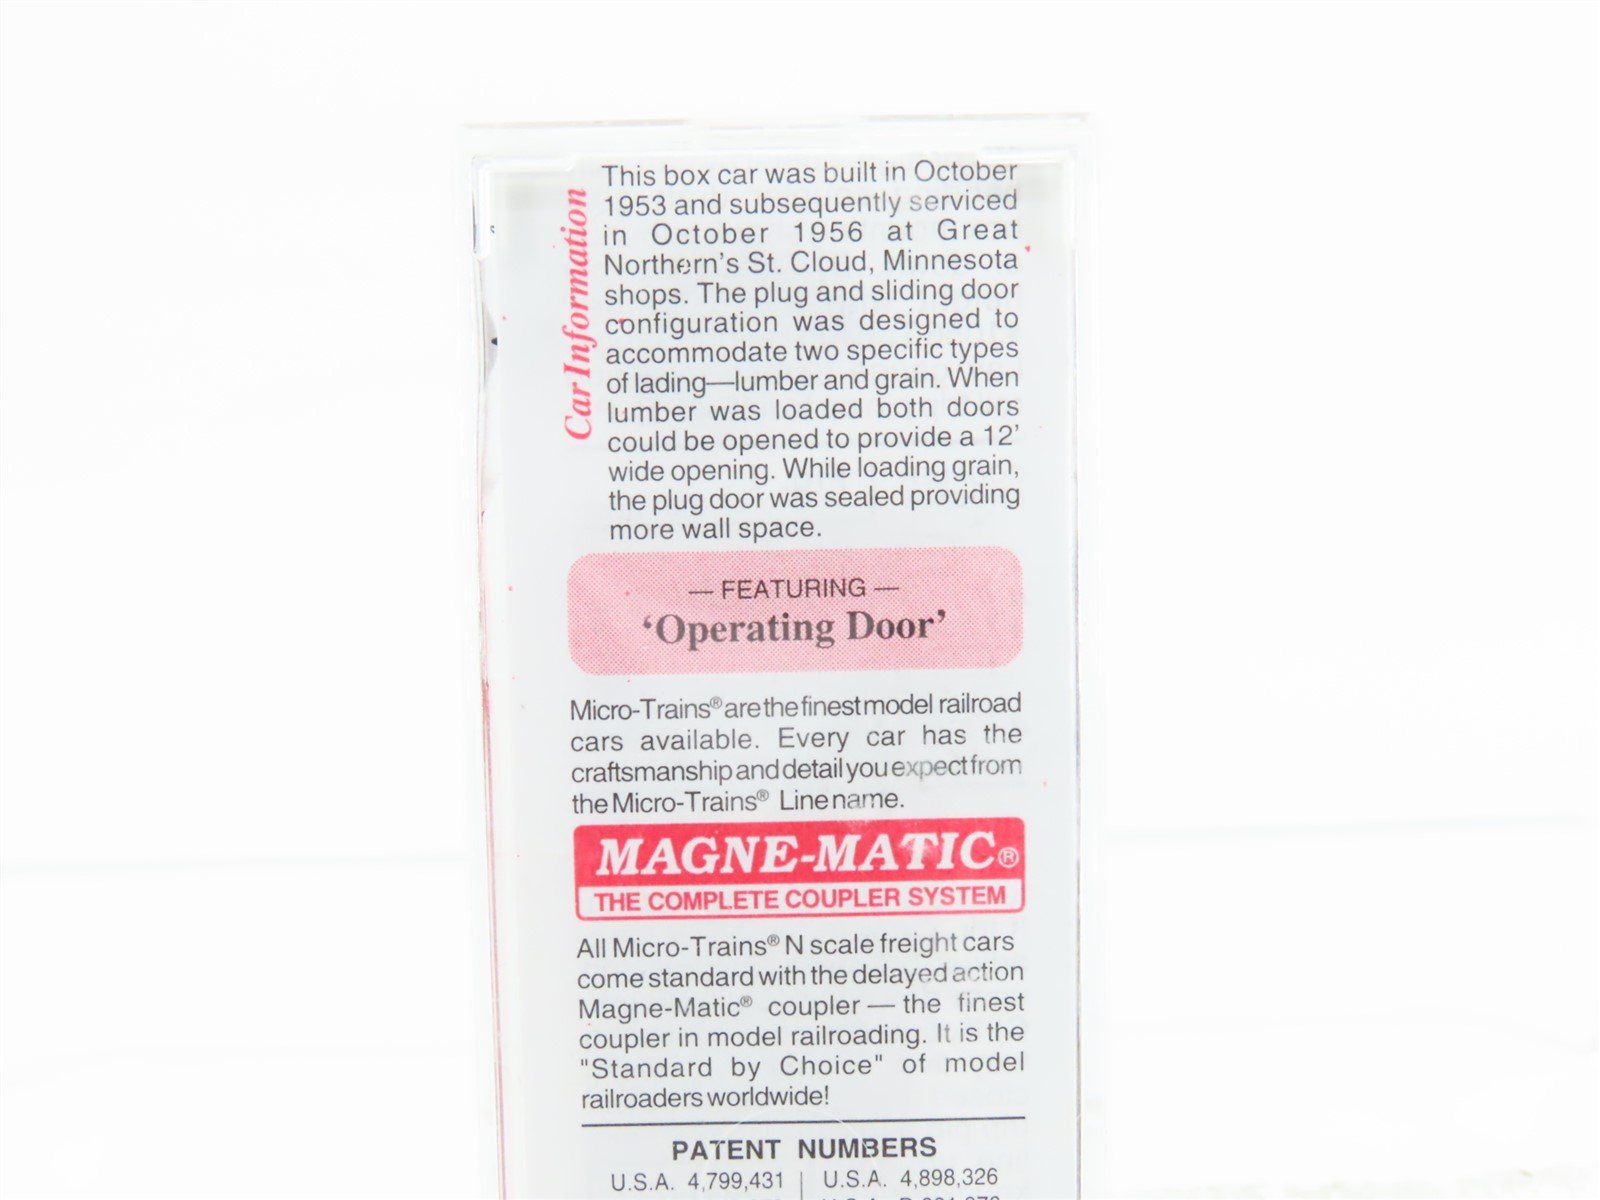 Car Information
This box car was built in October
1953 and subsequently serviced
in October 1956 at Great
Northern's St. Cloud, Minnesota
shops. The plug and sliding door
configuration was designed to
accommodate two specific types
of lading—lumber and grain. When
lumber was loaded both doors
could be opened to provide a 12'
wide opening. While loading grain,
the plug door was sealed providing
more wall space.
— FEATURING —
‘Operating Door’
Micro-Trains® are the finest model railroad
cars available. Every car has the
craftsmanship and detail you expect from
the Micro-Trains® Line name.
MAGNE-MATIC®
THE COMPLETE COUPLER SYSTEM
All Micro-Trains® N scale freight cars
come standard with the delayed action
Magne-Matic® coupler — the finest
coupler in model railroading. It is the
"Standard by Choice" of model
railroaders worldwide!
PATENT NUMBERS
U.S.A. 4,799,431 | U.S.A. 4,898,326